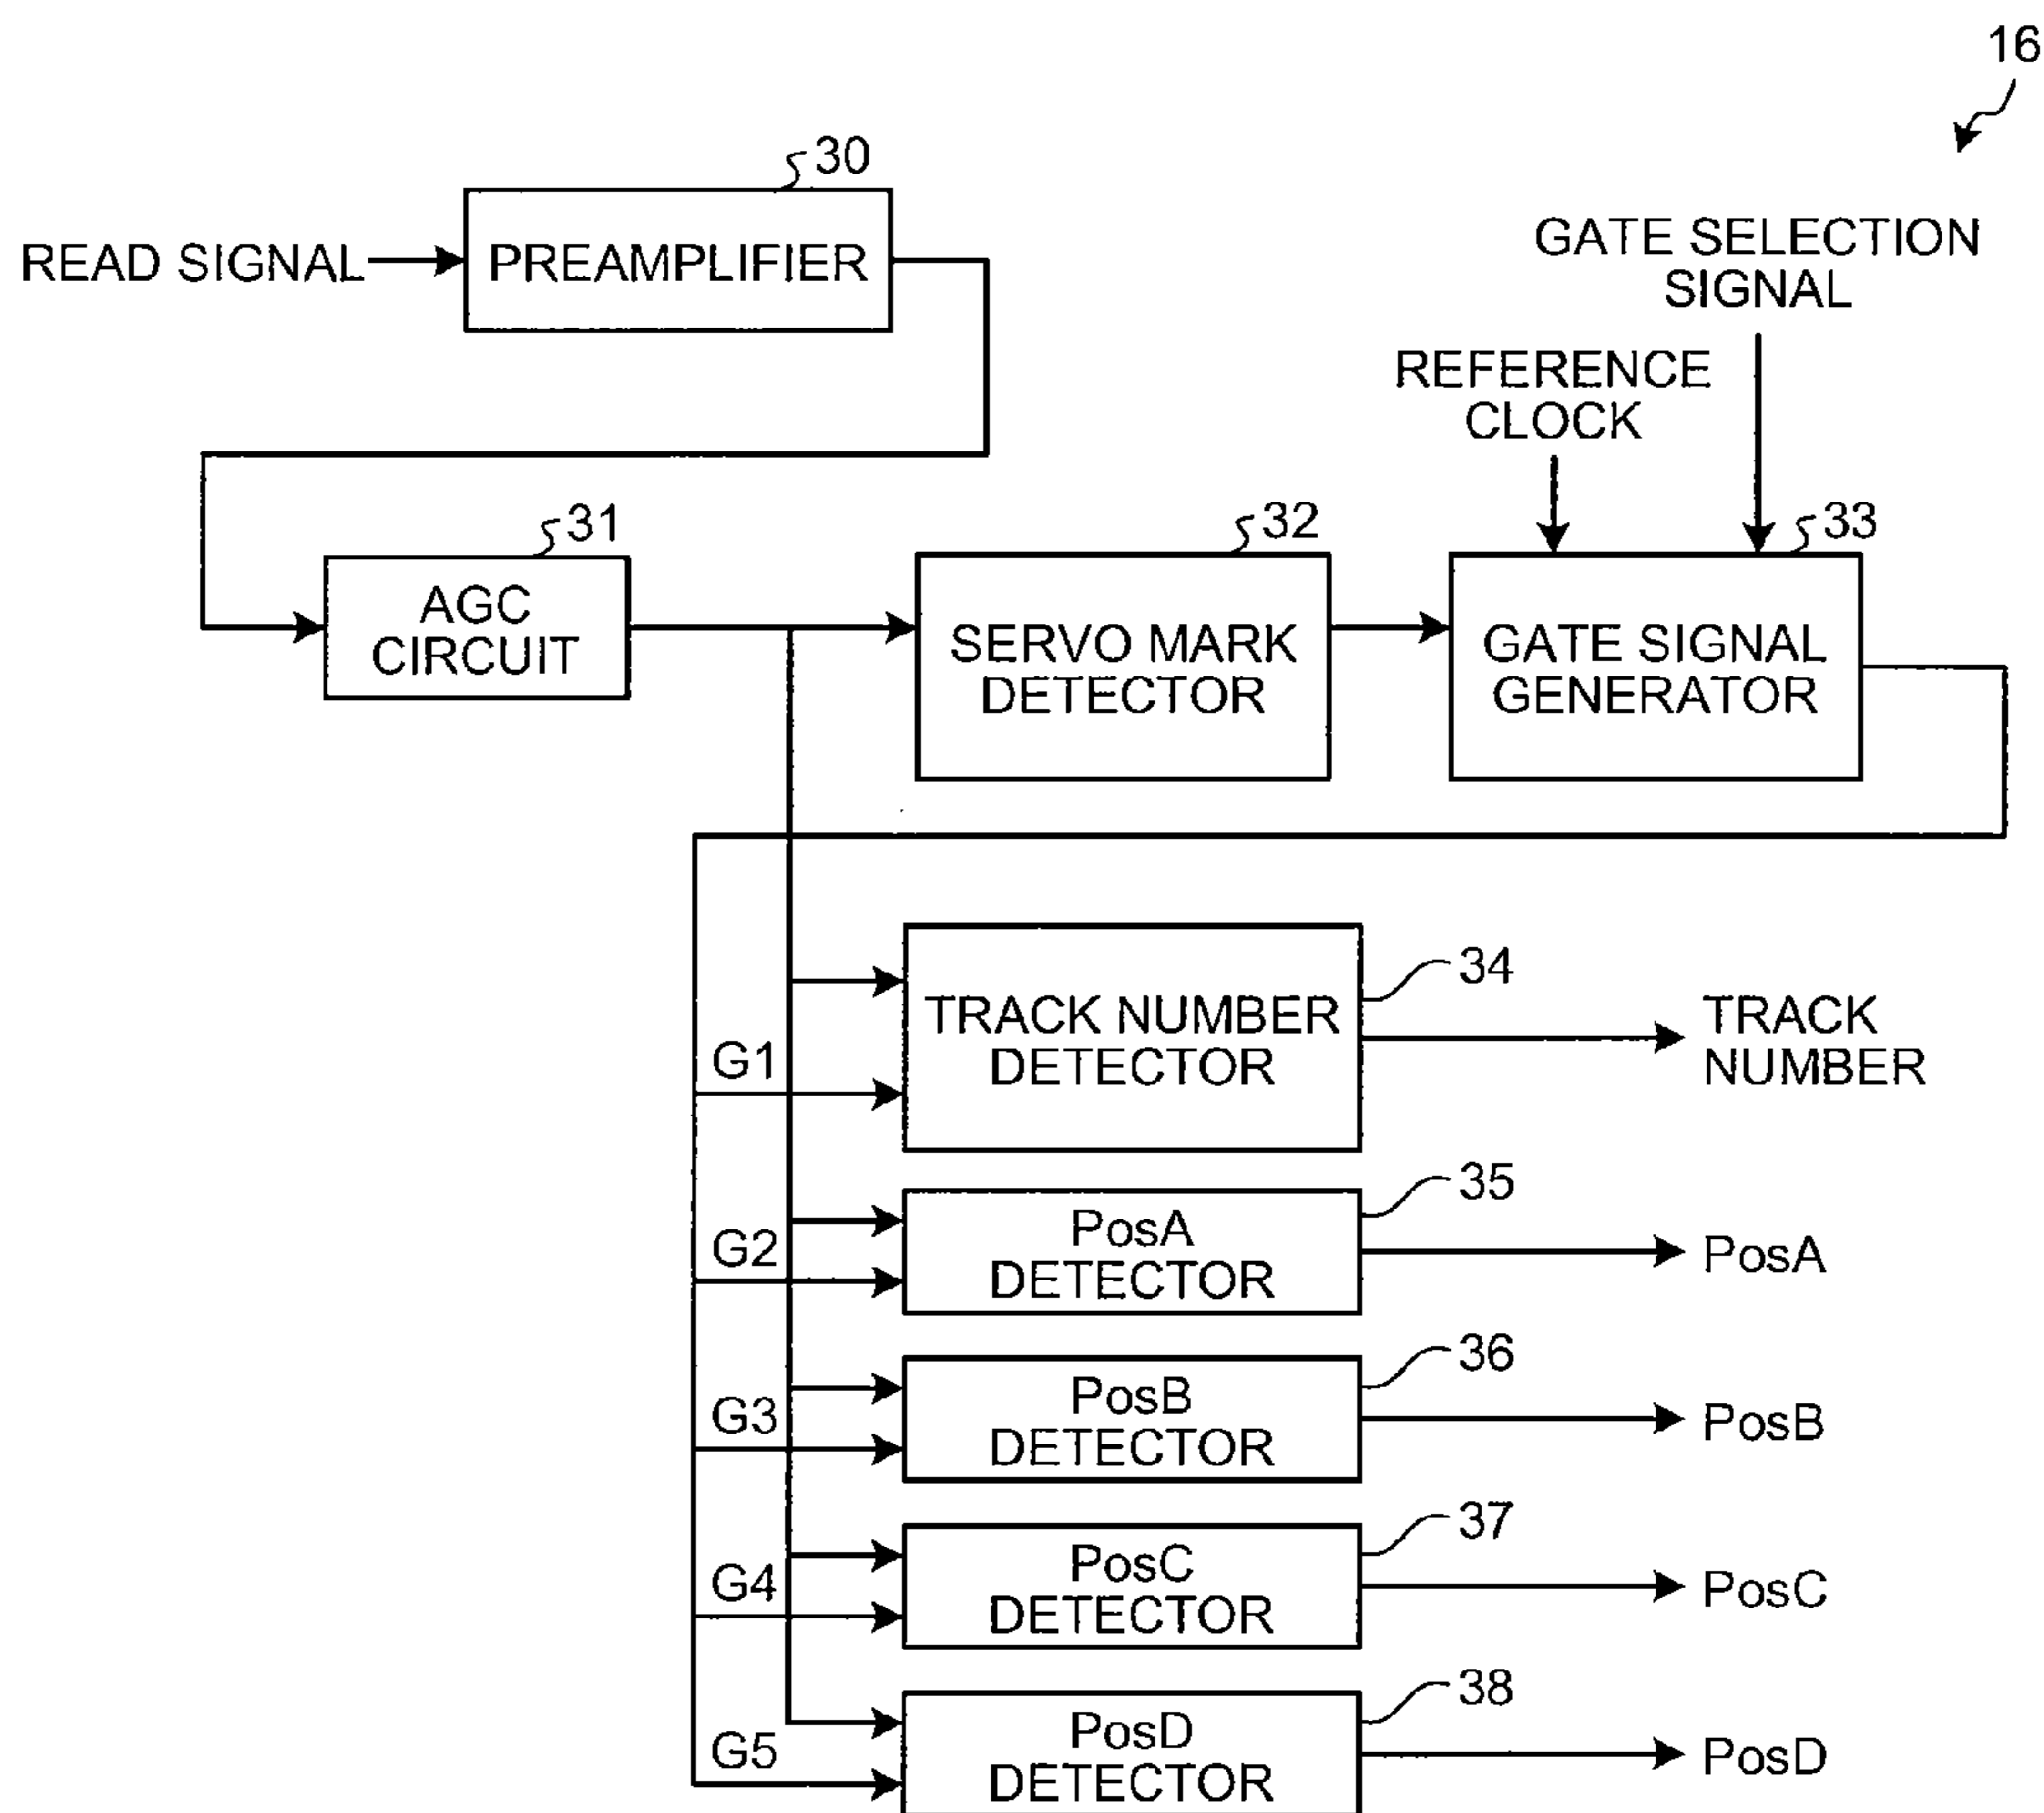 16
30
READ SIGNAL
PREAMPLIFIER
GATE SELECTION
SIGNAL
REFERENCE
CLOCK
31
32
33
AGC
CIRCUIT
SERVO MARK
DETECTOR
GATE SIGNAL
GENERATOR
34
TRACK NUMBER
DETECTOR
TRACK
NUMBER
G1
35
G2
PosA
DETECTOR
PosA
36
G3
PosB
DETECTOR
PosB
37
G4
PosC
DETECTOR
PosC
38
G5
PosD
DETECTOR
PosD